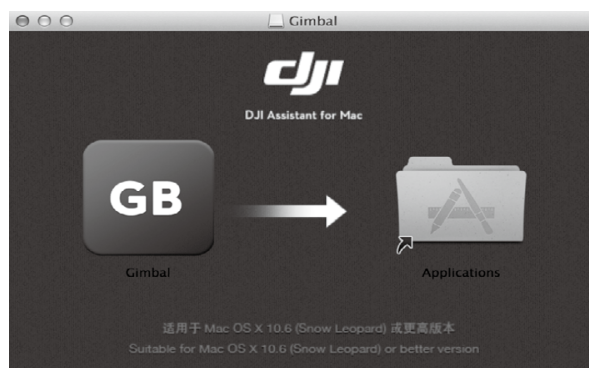 Gimbal
dji
DJI Assistant for Mac
GB
Gimbal
Applications
适用于 Mac OS X 10.6 (Snow Leopard) 或更高版本
Suitable for Mac OS X 10.6 (Snow Leopard) or better version